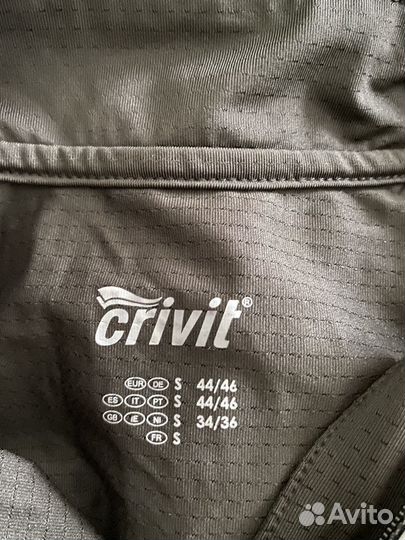 crivit®
EUR DE S 44/46
ES IT PT S 44/46
GB IE NI S 34/36
FR S
Avito